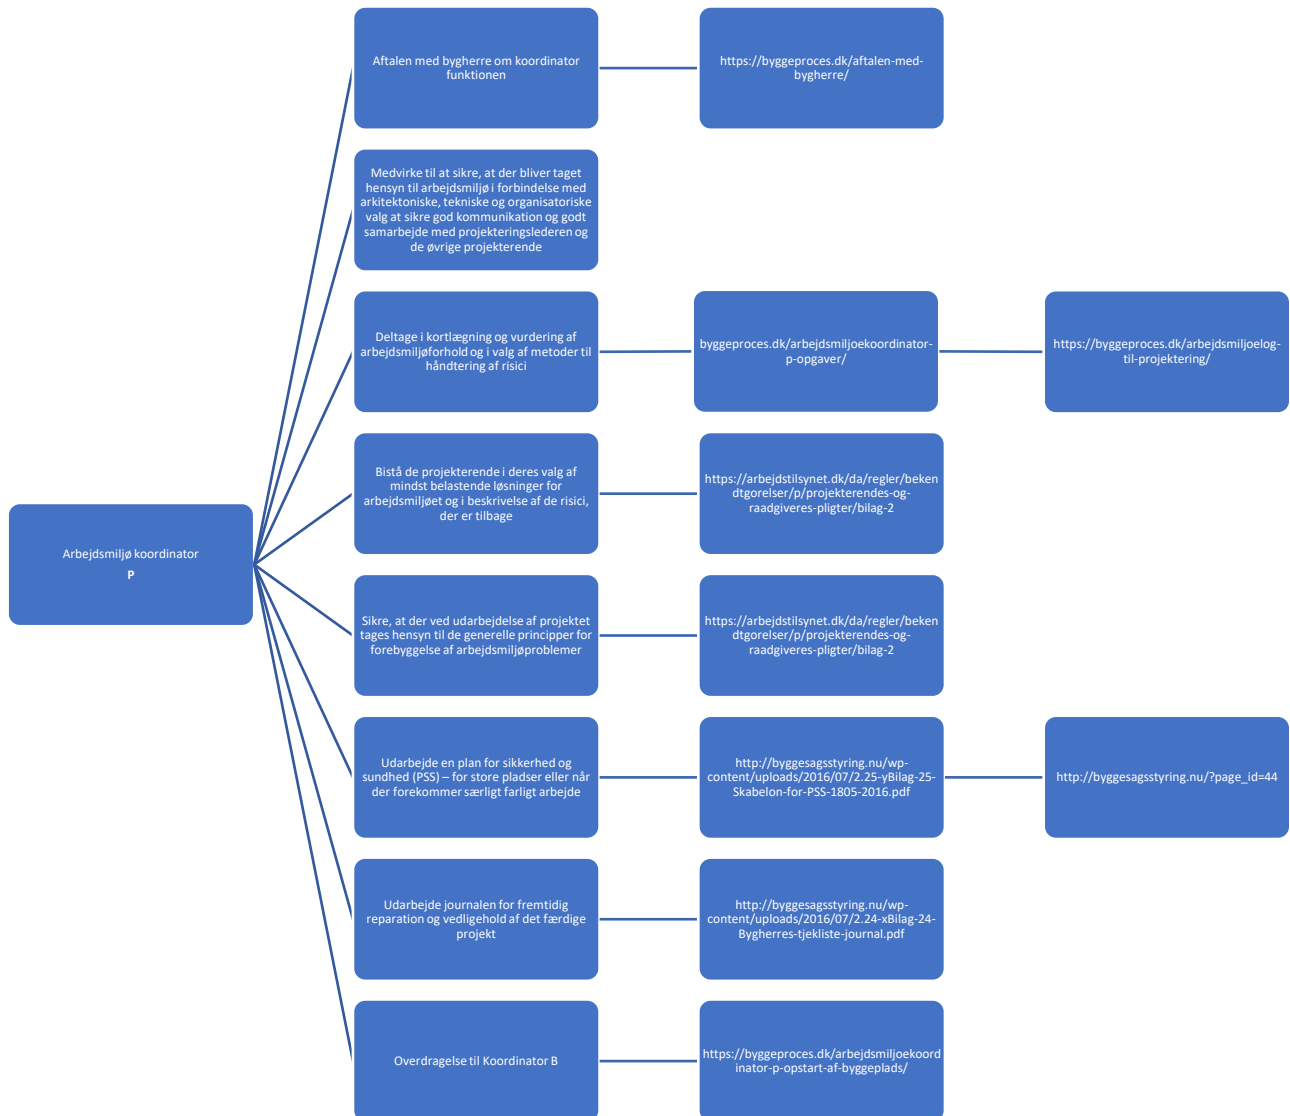 Aftalen med bygherre om koordinator
funktionen
https://byggeproces.dk/aftalen-med-
bygherre/
Medvirke til at sikre, at der bliver taget
hensyn til arbejdsmiljø i forbindelse med
arkitektoniske, tekniske og organisatoriske
valg at sikre god kommunikation og godt
samarbejde med projekteringslederen og
de øvrige projekterende
Deltage i kortlægning og vurdering af
arbejdsmiljøforhold og i valg af metoder til
håndtering af risici
byggeproces.dk/arbejdsmiljoekoordinator-
p-opgaver/
https://byggeproces.dk/arbejdsmiljoelog-
til-projektering/
Bistå de projekterende i deres valg af
mindst belastende løsninger for
arbejdsmiljøet og i beskrivelse af de risici,
der er tilbage
https://arbejdstilsynet.dk/da/regler/beken
dtgorelser/p/projekterendes-og-
raadgiveres-pligter/bilag-2
Arbejdsmiljø koordinator
P
Sikre, at der ved udarbejdelse af projektet
tages hensyn til de generelle principper for
forebyggelse af arbejdsmiljøproblemer
https://arbejdstilsynet.dk/da/regler/beken
dtgorelser/p/projekterendes-og-
raadgiveres-pligter/bilag-2
Udarbejde en plan for sikkerhed og
sundhed (PSS) – for store pladser eller når
der forekommer særligt farligt arbejde
http://byggesagsstyring.nu/wp-
content/uploads/2016/07/2.25-yBilag-25-
Skabelon-for-PSS-1805-2016.pdf
http://byggesagsstyring.nu/?page_id=44
Udarbejde journalen for fremtidig
reparation og vedligehold af det færdige
projekt
http://byggesagsstyring.nu/wp-
content/uploads/2016/07/2.24-xBilag-24-
Bygherres-tjekliste-journal.pdf
Overdragelse til Koordinator B
https://byggeproces.dk/arbejdsmiljoekoord
inator-p-opstart-af-byggeplads/